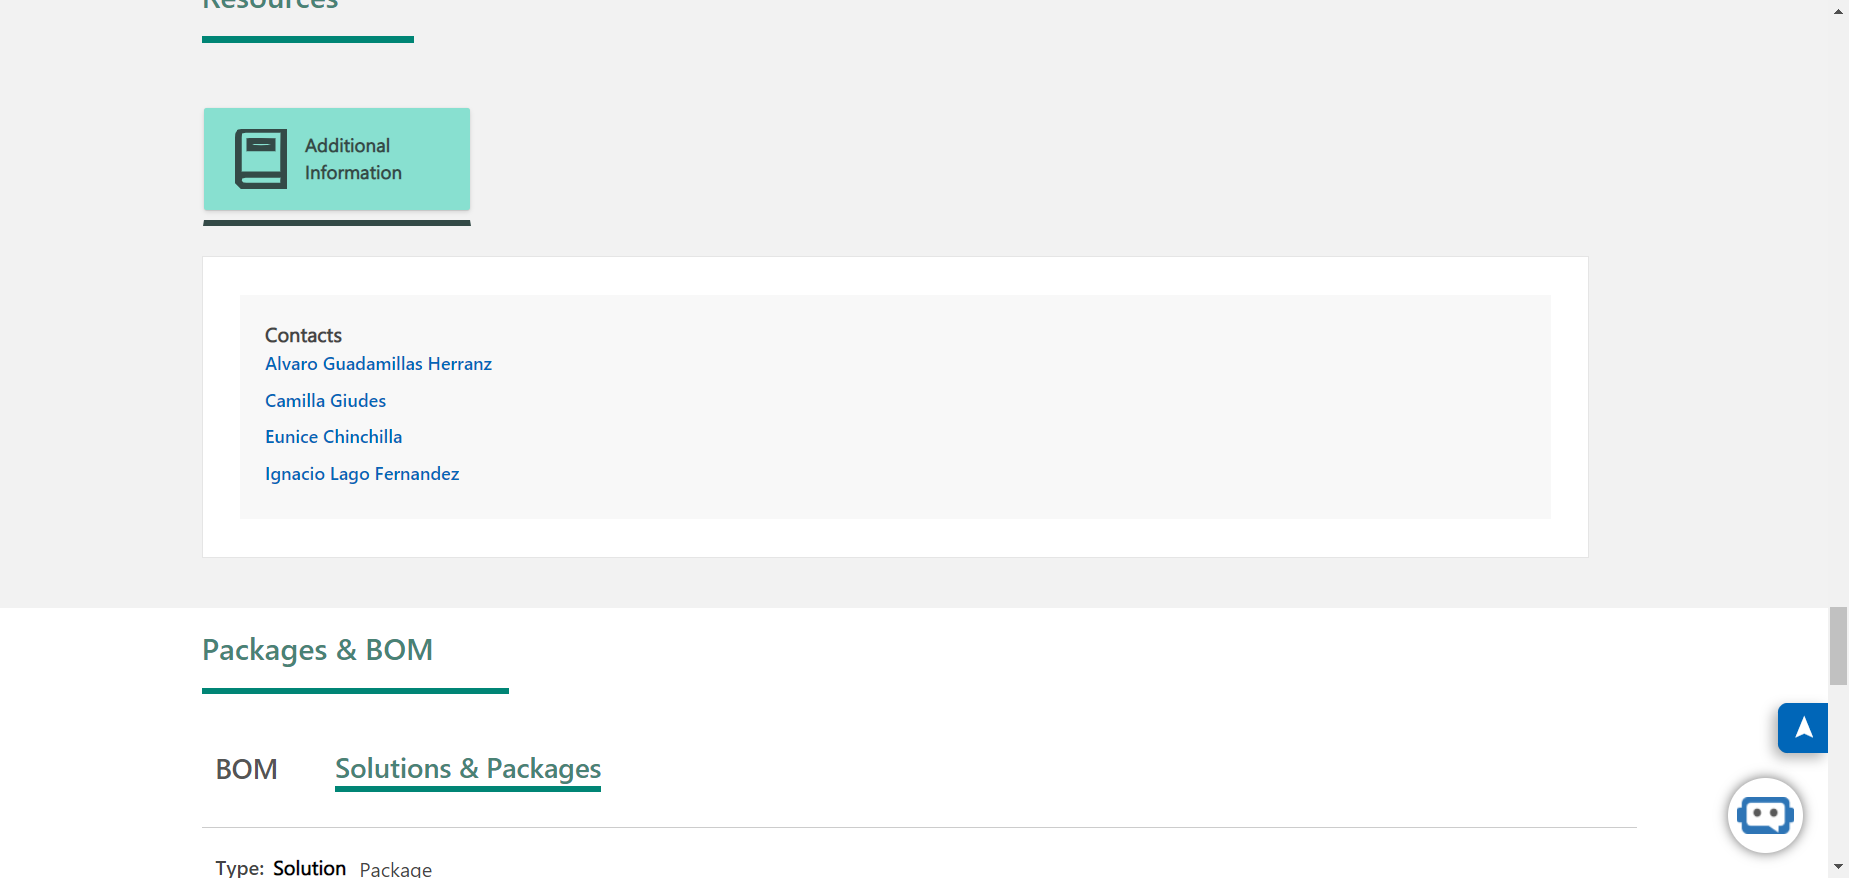 Resources
Additional
Information
Contacts
Alvaro Guadamillas Herranz
Camilla Giudes
Eunice Chinchilla
Ignacio Lago Fernandez
Packages & BOM
BOM Solutions & Packages
Type: Solution Package